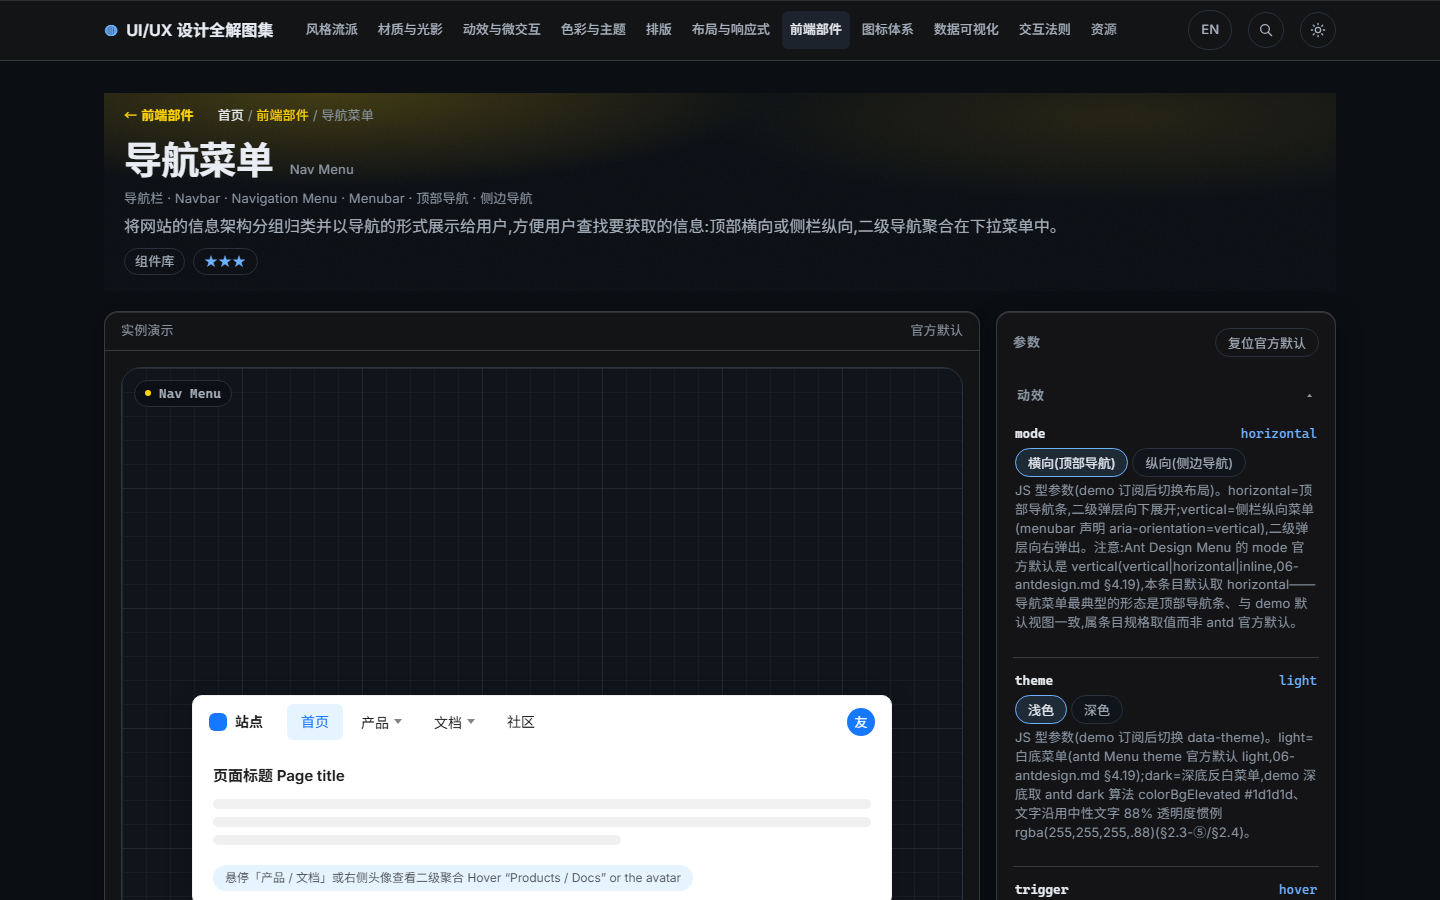 UI/UX 设计全解图集 风格流派 材质与光影 动效与微交互 色彩与主题 排版 布局与响应式 前端部件 图标体系 数据可视化 交互法则 资源 EN
← 前端部件 首页 / 前端部件 / 导航菜单
导航菜单 Nav Menu
导航栏 · Navbar · Navigation Menu · Menubar · 顶部导航 · 侧边导航
将网站的信息架构分组归类并以导航的形式展示给用户,方便用户查找要获取的信息:顶部横向或侧栏纵向,二级导航聚合在下拉菜单中。
组件库 ★★★
实例演示 官方默认
Nav Menu
站点 首页 产品 文档 社区 友
页面标题 Page title
悬停「产品 / 文档」或右侧头像查看二级聚合 Hover “Products / Docs” or the avatar
参数 复位官方默认
动效
mode horizontal
横向(顶部导航) 纵向(侧边导航)
JS 型参数(demo 订阅后切换布局)。horizontal=顶
部导航条,二级弹层向下展开;vertical=侧栏纵向菜单
(menubar 声明 aria-orientation=vertical),二级弹
层向右弹出。注意:Ant Design Menu 的 mode 官
方默认是 vertical(vertical|horizontal|inline,06-
antdesign.md §4.19),本条目默认取 horizontal——
导航菜单最典型的形态是顶部导航条、与 demo 默
认视图一致,属条目规格取值而非 antd 官方默认。
theme light
浅色 深色
JS 型参数(demo 订阅后切换 data-theme)。light=
白底菜单(antd Menu theme 官方默认 light,06-
antdesign.md §4.19);dark=深底反白菜单,demo 深
底取 antd dark 算法 colorBgElevated #1d1d1d、
文字沿用中性文字 88% 透明度惯例
rgba(255,255,255,.88)(§2.3-⑤/§2.4)。
trigger hover